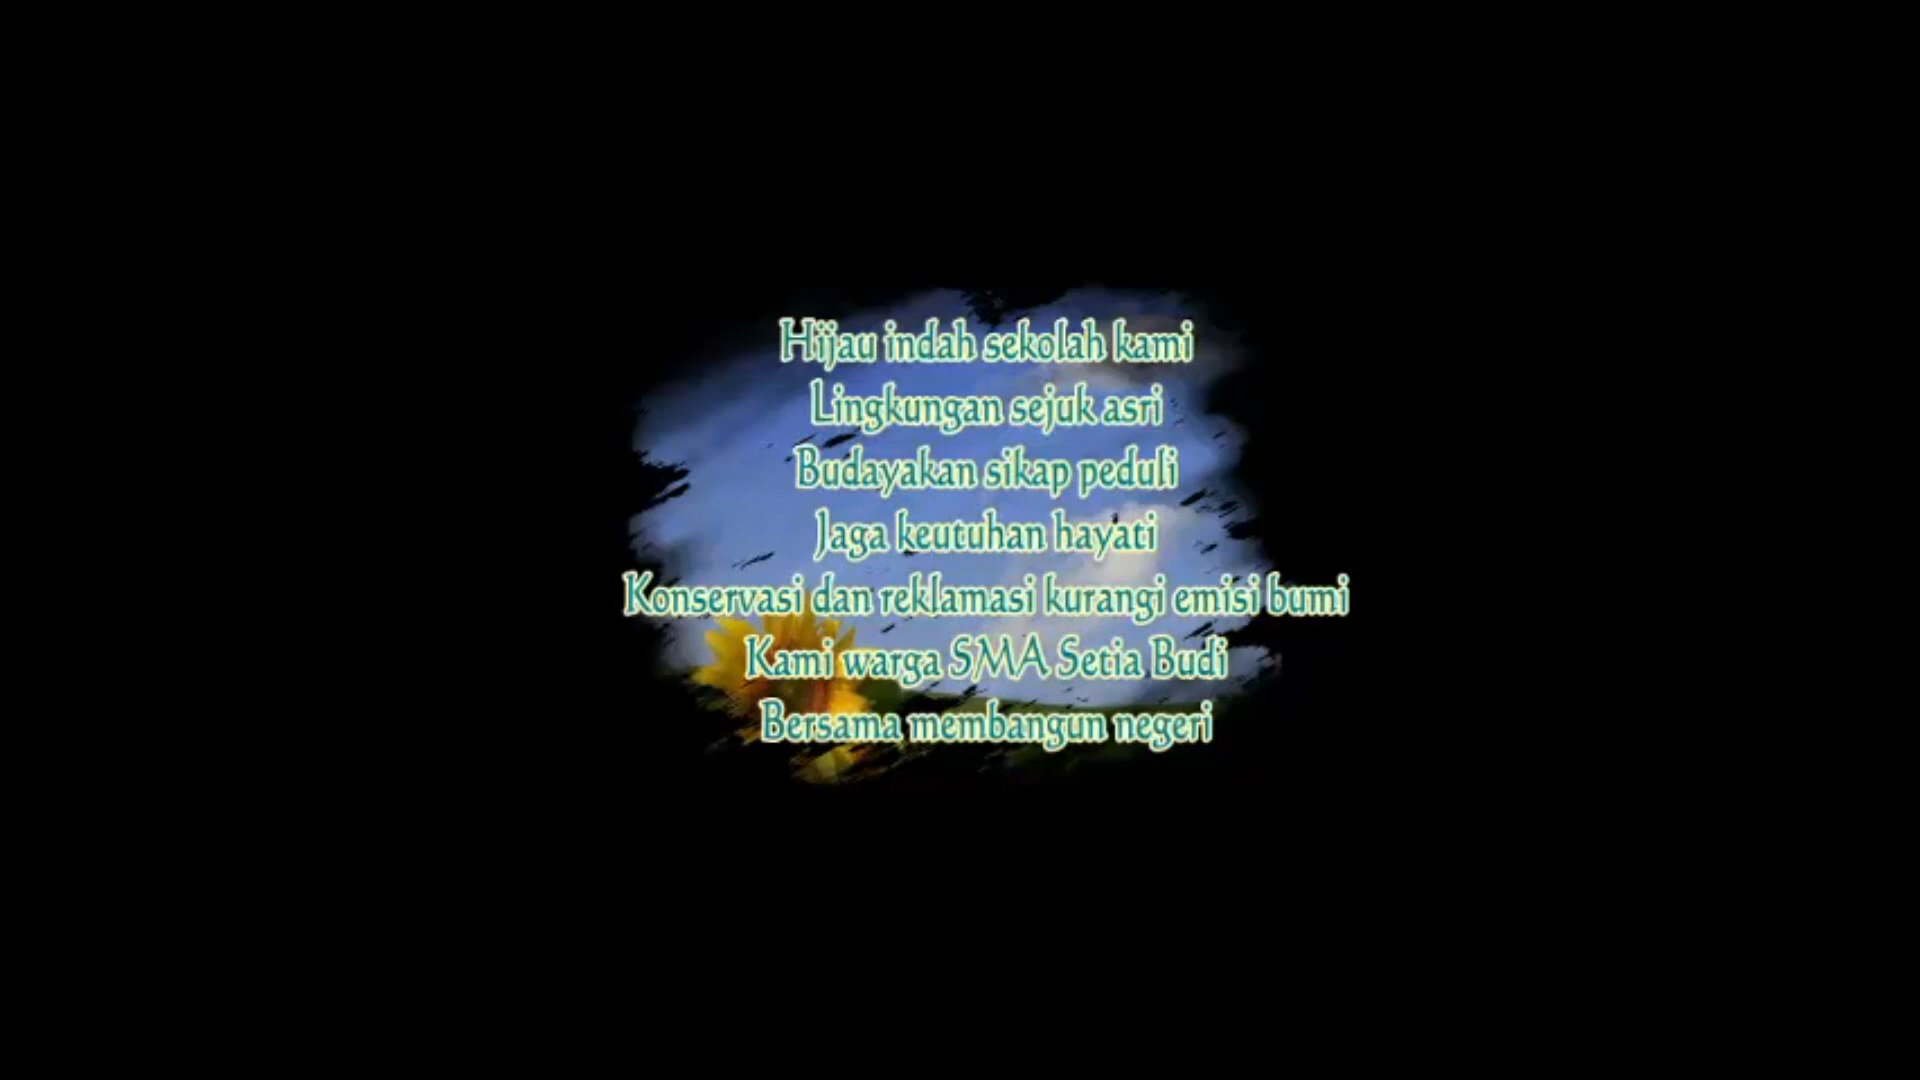 Hijau indah sekolah kami
Lingkungan sejuk asri
Budayakan sikap peduli
Jaga keutuhan hayati
Konservasi dan reklamasi kurangi emisi bumi
Kami warga SMA Setia Budi
Bersama membangun negeri